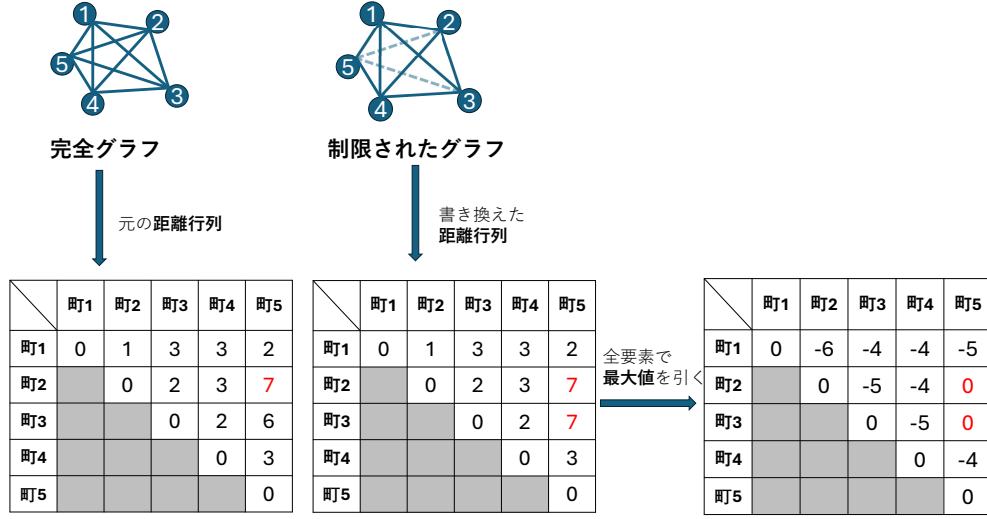 1
2
5
4
3
1
2
5
4
3
完全グラフ
制限されたグラフ
元の距離行列
書き換えた
距離行列
町1 町2 町3 町4 町5
町1 0 1 3 3 2
町2 0 2 3 7
町3 0 2 6
町4 0 3
町5 0
町1 町2 町3 町4 町5
町1 0 1 3 3 2
町2 0 2 3 7
町3 0 2 7
町4 0 3
町5 0
全要素で
最大値を引く
町1 町2 町3 町4 町5
町1 0 -6 -4 -4 -5
町2 0 -5 -4 0
町3 0 -5 0
町4 0 -4
町5 0